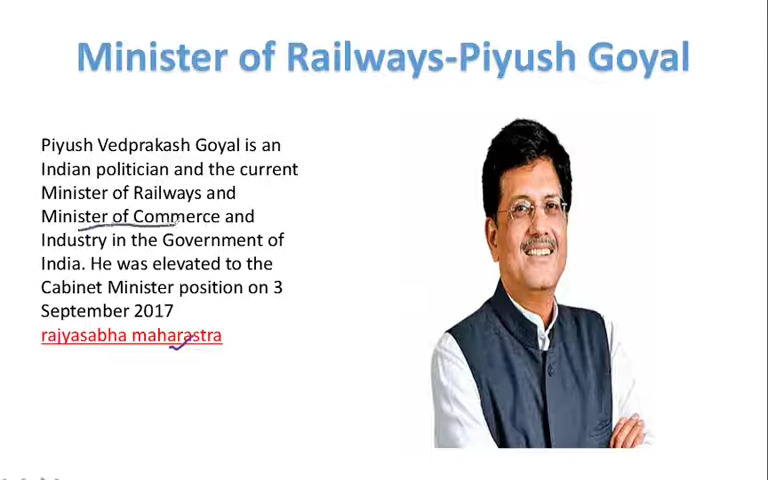 Minister of Railways-Piyush Goyal
Piyush Vedprakash Goyal is an
Indian politician and the current
Minister of Railways and
Minister of Commerce and
Industry in the Government of
India. He was elevated to the
Cabinet Minister position on 3
September 2017
rajyasabha maharastra